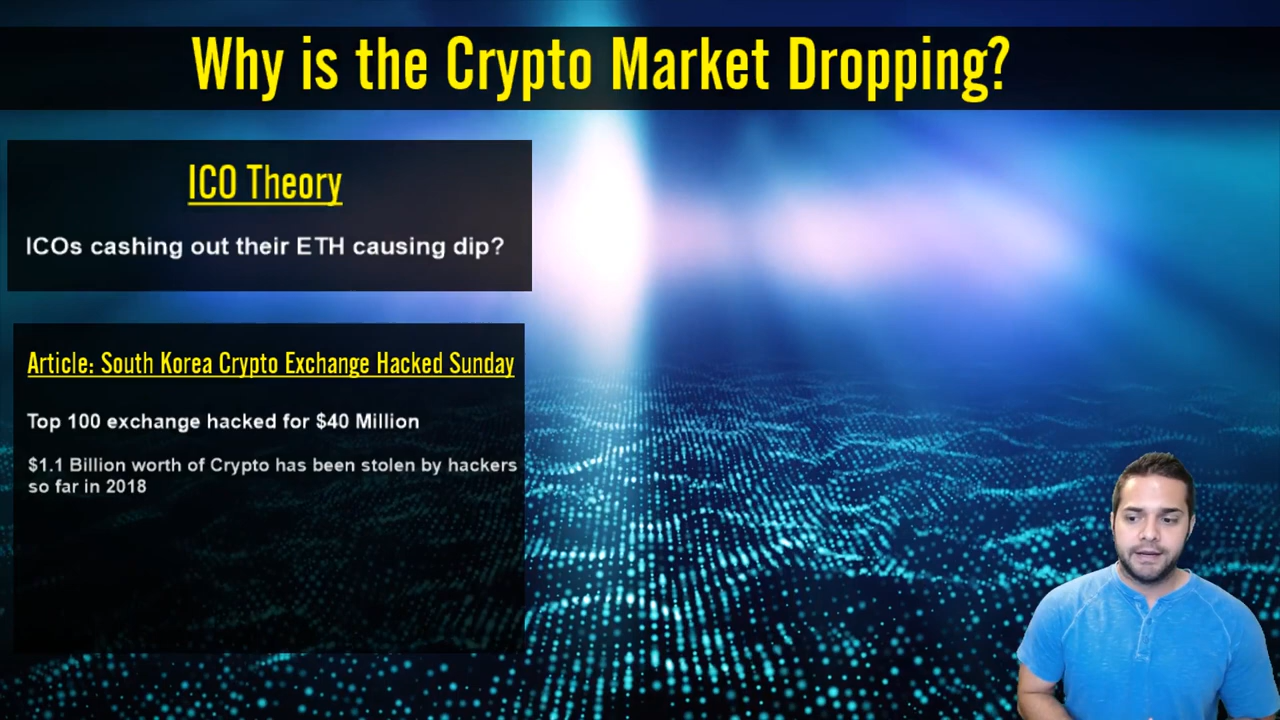 Why is the Crypto Market Dropping?
ICO Theory
ICOs cashing out their ETH causing dip?
Article: South Korea Crypto Exchange Hacked Sunday
Top 100 exchange hacked for $40 Million
$1.1 Billion worth of Crypto has been stolen by hackers
so far in 2018